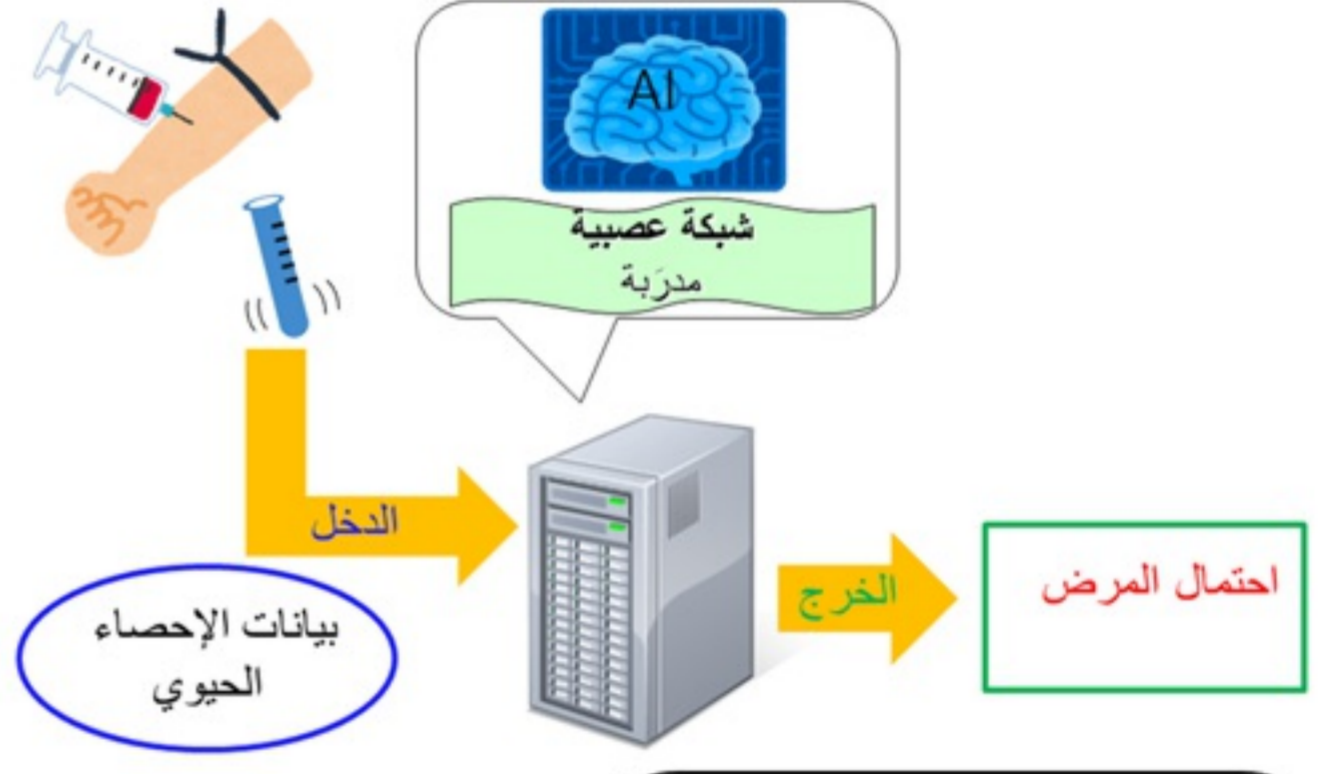 AI
شبكة عصبية
مدرَبة
الدخل
بيانات الإحصاء
الحيوي
الخرج
احتمال المرض